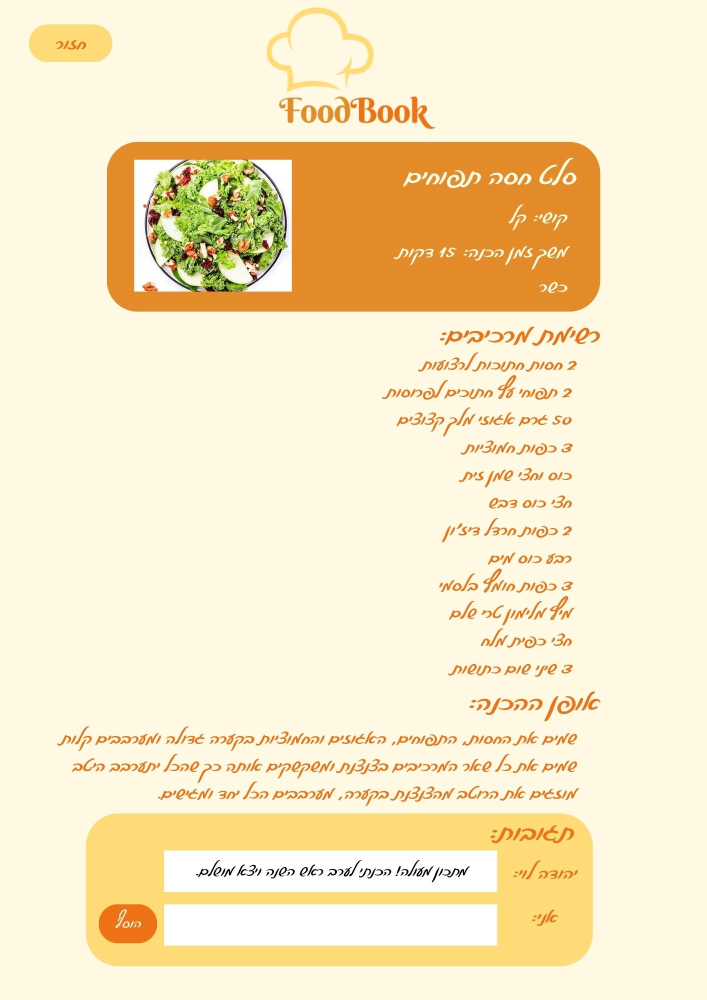 חזור
FoodBook
סלט חסה תפוחים
קושי: קל
משך זמן הכנה: 15 דקות
כשר
רשימת מרכיבים:
2 חסות חתוכות לרצועות
2 תפוחי עץ חתוכים לפרוסות
50 גרם אגוזי מלך קצוצים
3 כפות חמוציות
כוס וחצי שמן זית
חצי כוס דבש
2 כפות חרדל דיז'ון
רבע כוס מים
3 כפות חומץ בלסמי
מיץ מלימון טרי שלם
חצי כפית מלח
3 שיני שום כתושות
אופן ההכנה:
שמים את החסות, התפוחים, האגוזים והחמוציות בקערה גדולה ומערבבים קלות
שמים את כל שאר המרכיבים בצנצנת ומשקשקים אותה כך שהכל יתערבב היטב
מוזגים את הרוטב מהצנצנת בקערה, מערבבים הכל יחד ומגישים.
תגובות:
יהודה לוי:
מתכון מעולה! הכנתי לערב ראש השנה ויצא מושלם.
אני:
הוסף